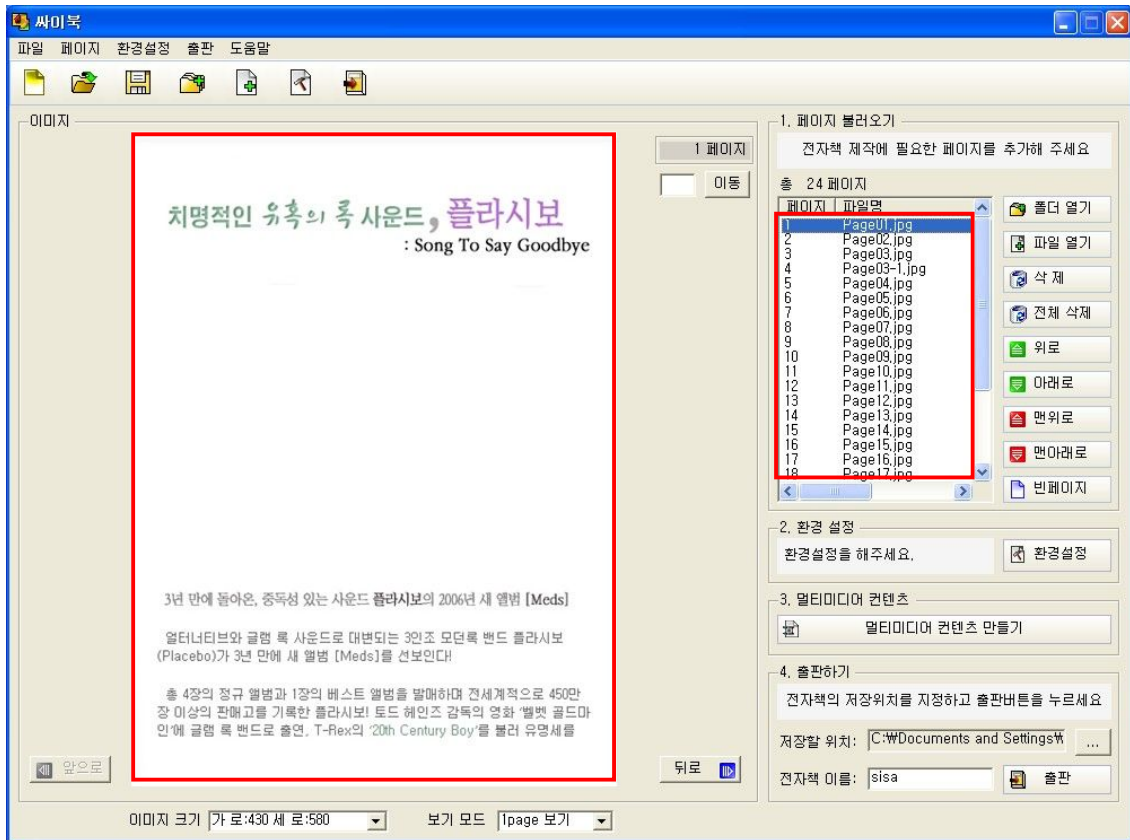 싸이북
파일 페이지 환경설정 출판 도움말
이미지
1 페이지
이동
치명적인 유혹의 록 사운드, 플라시보
: Song To Say Goodbye
3년 만에 돌아온, 중독성 있는 사운드 플라시보의 2006년 새 앨범 [Meds]
얼터너티브와 글램 록 사운드로 대변되는 3인조 모던록 밴드 플라시보
(Placebo)가 3년 만에 새 앨범 [Meds]를 선보인다!
총 4장의 정규 앨범과 1장의 베스트 앨범을 발매하며 전세계적으로 450만
장 이상의 판매고를 기록한 플라시보! 토드 헤인즈 감독의 영화 '벨벳 골드마
인'에 글램 록 밴드로 출연, T-Rex의 '20th Century Boy'를 불러 유명세를
앞으로
뒤로
이미지 크기 가 로:430 세 로:580
보기 모드 1page 보기
1. 페이지 불러오기
전자책 제작에 필요한 페이지를 추가해 주세요
총 24 페이지
페이지 파일명
1 Page01.jpg
2 Page02.jpg
3 Page03.jpg
4 Page03-1.jpg
5 Page04.jpg
6 Page05.jpg
7 Page06.jpg
8 Page07.jpg
9 Page08.jpg
10 Page09.jpg
11 Page10.jpg
12 Page11.jpg
13 Page12.jpg
14 Page13.jpg
15 Page14.jpg
16 Page15.jpg
17 Page16.jpg
18 Page17.jpg
폴더 열기
파일 열기
삭 제
전체 삭제
위로
아래로
맨위로
맨아래로
빈페이지
2. 환경 설정
환경설정을 해주세요.
환경설정
3. 멀티미디어 컨텐츠
멀티미디어 컨텐츠 만들기
4. 출판하기
전자책의 저장위치를 지정하고 출판버튼을 누르세요
저장할 위치: C:₩Documents and Settings₩ ...
전자책 이름: sisa
출판